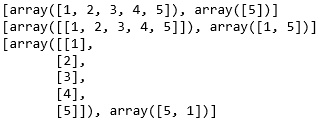 [array([1, 2, 3, 4, 5]), array([5])]
[array([[1, 2, 3, 4, 5]]), array([1, 5])]
[array([[1],
       [2],
       [3],
       [4],
       [5]]), array([5, 1])]